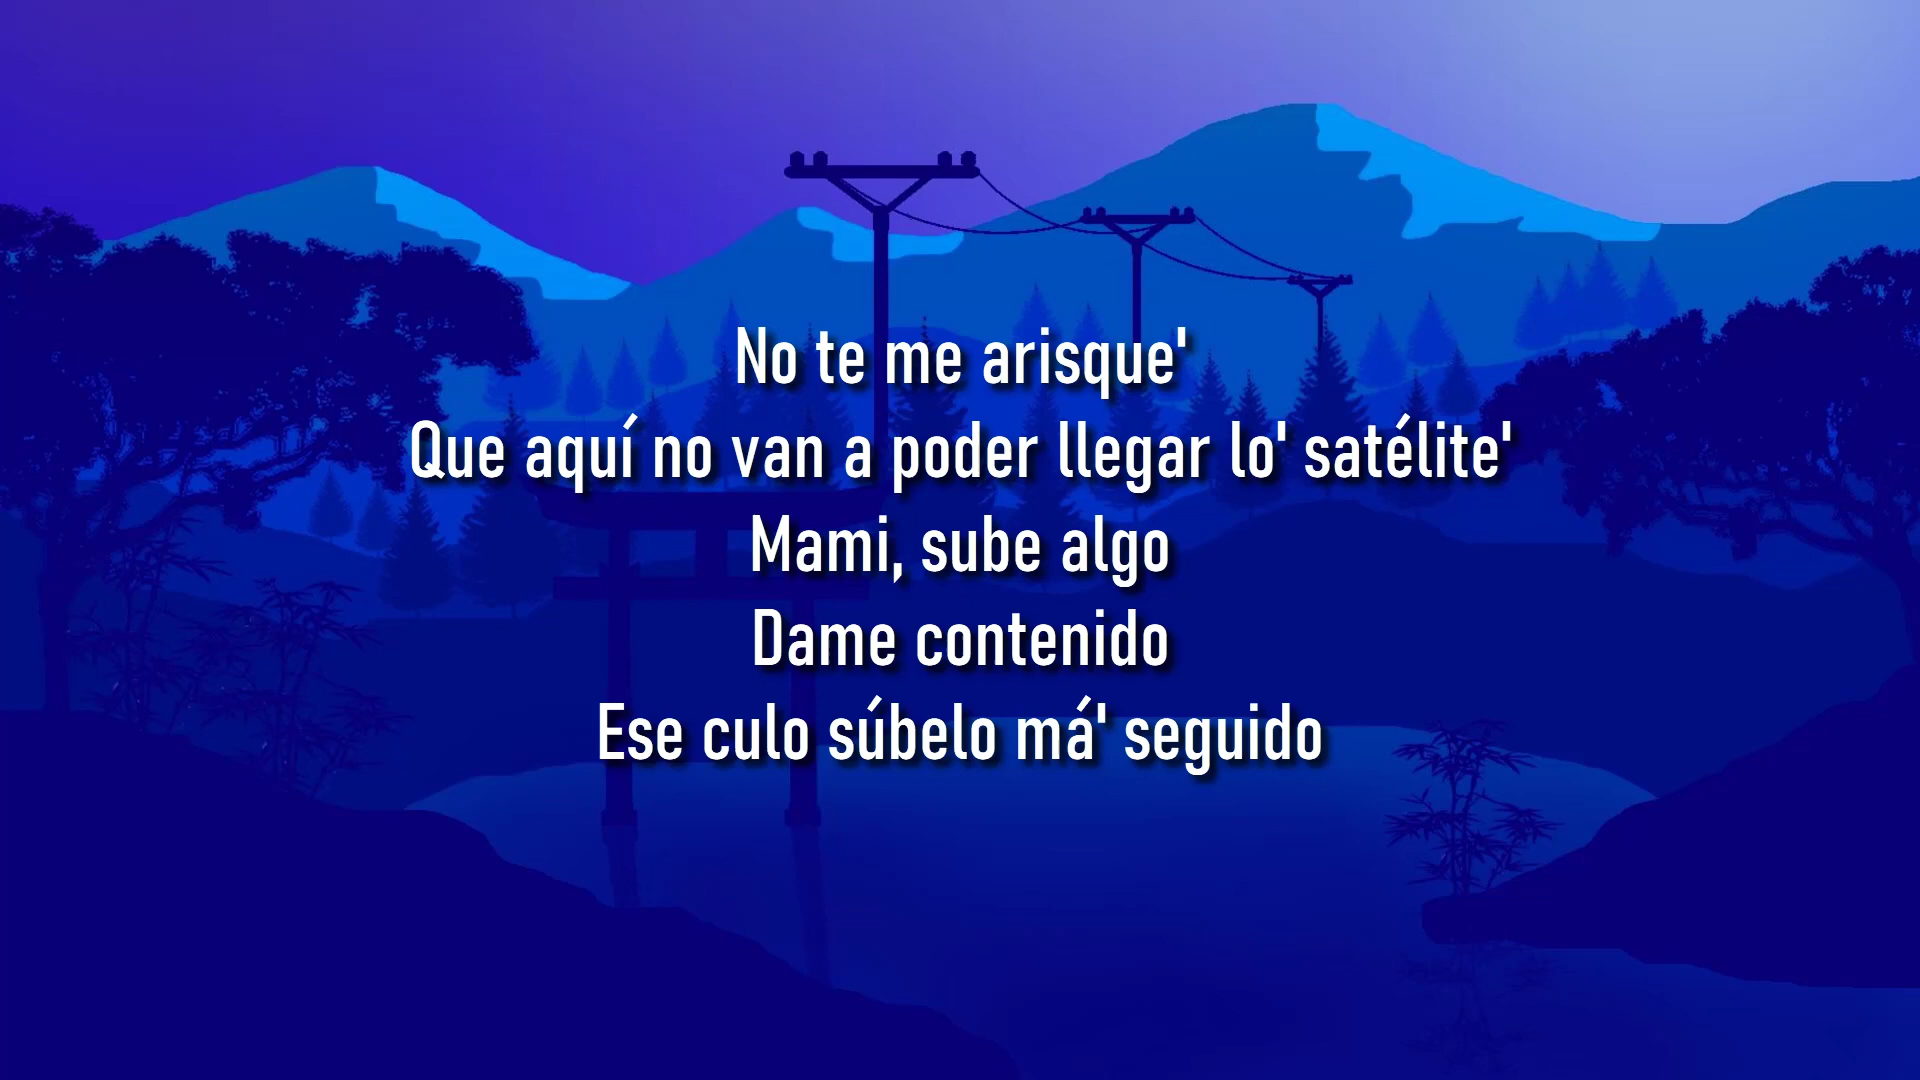 No te me arisque'
Que aquí no van a poder llegar lo' satélite'
Mami, sube algo
Dame contenido
Ese culo súbelo má' seguido